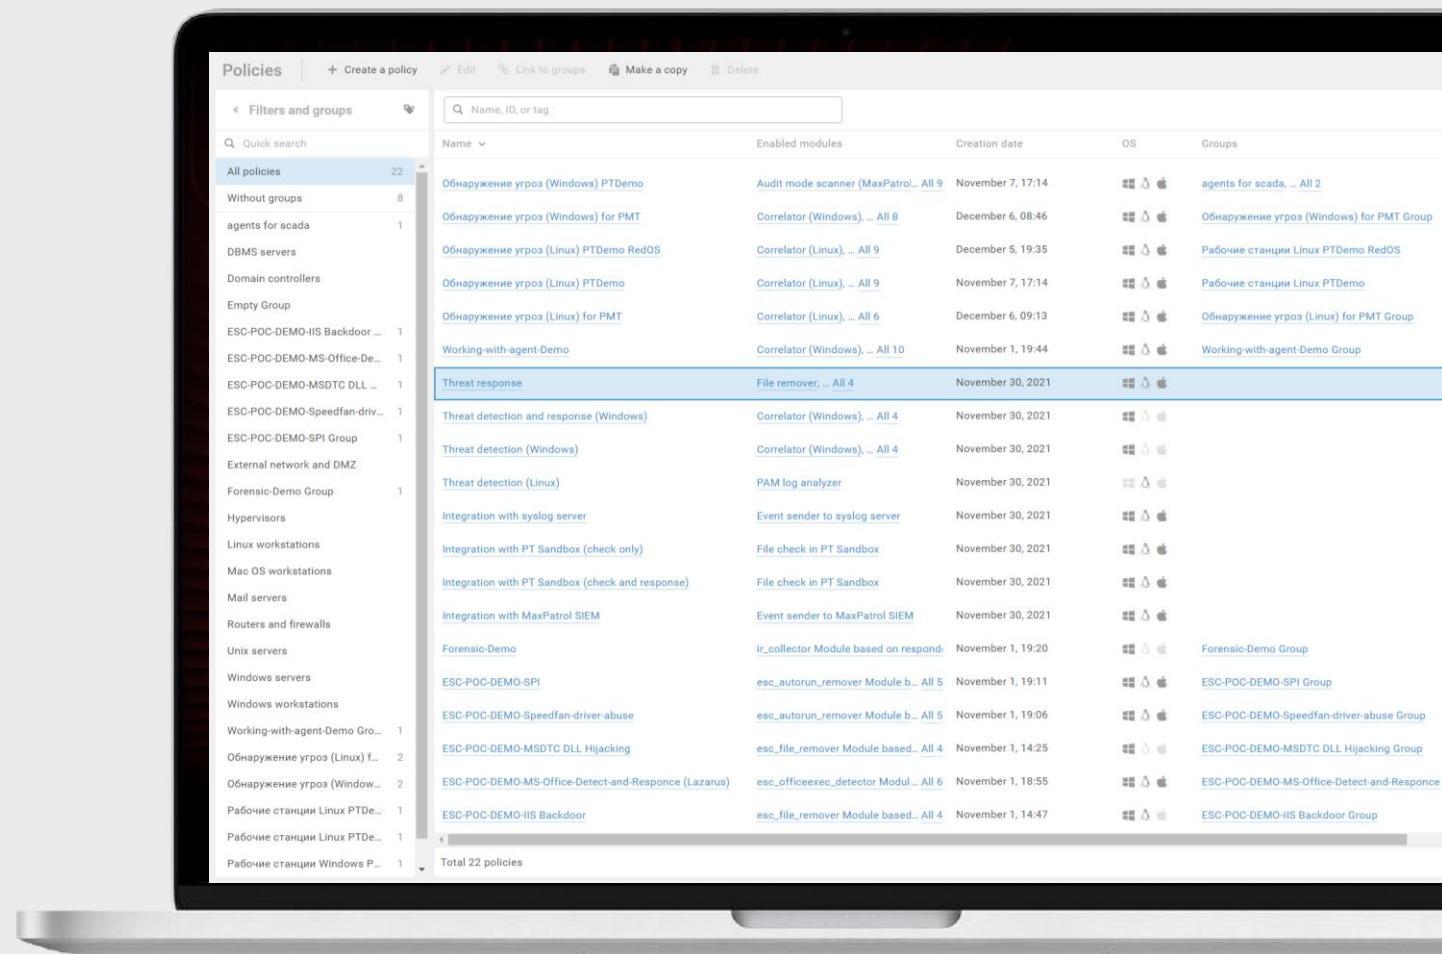 Policies + Create a policy Edit Link to groups Make a copy Delete
« Filters and groups
Name, ID, or tag
Quick search
Name Enabled modules Creation date OS Groups
All policies 22
Without groups 8
agents for scada 1
DBMS servers
Domain controllers
Empty Group
ESC-POC-DEMO-IIS Backdoor ... 1
ESC-POC-DEMO-MS-Office-De... 1
ESC-POC-DEMO-MSDTC DLL ... 1
ESC-POC-DEMO-Speedfan-driv... 1
ESC-POC-DEMO-SPI Group 1
External network and DMZ
Forensic-Demo Group 1
Hypervisors
Linux workstations
Mac OS workstations
Mail servers
Routers and firewalls
Unix servers
Windows servers
Windows workstations
Working-with-agent-Demo Gro... 1
Обнаружение угроз (Linux) f... 2
Обнаружение угроз (Window... 2
Рабочие станции Linux PTDe... 1
Рабочие станции Linux PTDe... 1
Рабочие станции Windows P... 1
Обнаружение угроз (Windows) PTDemo Audit mode scanner (MaxPatrol... All 9 November 7, 17:14 agents for scada, ... All 2
Обнаружение угроз (Windows) for PMT Correlator (Windows), ... All 8 December 6, 08:46 Обнаружение угроз (Windows) for PMT Group
Обнаружение угроз (Linux) PTDemo RedOS Correlator (Linux), ... All 9 December 5, 19:35 Рабочие станции Linux PTDemo RedOS
Обнаружение угроз (Linux) PTDemo Correlator (Linux), ... All 9 November 7, 17:14 Рабочие станции Linux PTDemo
Обнаружение угроз (Linux) for PMT Correlator (Linux), ... All 6 December 6, 09:13 Обнаружение угроз (Linux) for PMT Group
Working-with-agent-Demo Correlator (Windows), ... All 10 November 1, 19:44 Working-with-agent-Demo Group
Threat response File remover, ... All 4 November 30, 2021
Threat detection and response (Windows) Correlator (Windows), ... All 4 November 30, 2021
Threat detection (Windows) Correlator (Windows), ... All 4 November 30, 2021
Threat detection (Linux) PAM log analyzer November 30, 2021
Integration with syslog server Event sender to syslog server November 30, 2021
Integration with PT Sandbox (check only) File check in PT Sandbox November 30, 2021
Integration with PT Sandbox (check and response) File check in PT Sandbox November 30, 2021
Integration with MaxPatrol SIEM Event sender to MaxPatrol SIEM November 30, 2021
Forensic-Demo ir_collector Module based on respond November 1, 19:20 Forensic-Demo Group
ESC-POC-DEMO-SPI esc_autorun_remover Module b... All 5 November 1, 19:11 ESC-POC-DEMO-SPI Group
ESC-POC-DEMO-Speedfan-driver-abuse esc_autorun_remover Module b... All 5 November 1, 19:06 ESC-POC-DEMO-Speedfan-driver-abuse Group
ESC-POC-DEMO-MSDTC DLL Hijacking esc_file_remover Module based... All 4 November 1, 14:25 ESC-POC-DEMO-MSDTC DLL Hijacking Group
ESC-POC-DEMO-MS-Office-Detect-and-Responce (Lazarus) esc_officeexec_detector Modul... All 6 November 1, 18:55 ESC-POC-DEMO-MS-Office-Detect-and-Responce
ESC-POC-DEMO-IIS Backdoor esc_file_remover Module based... All 4 November 1, 14:47 ESC-POC-DEMO-IIS Backdoor Group
Total 22 policies